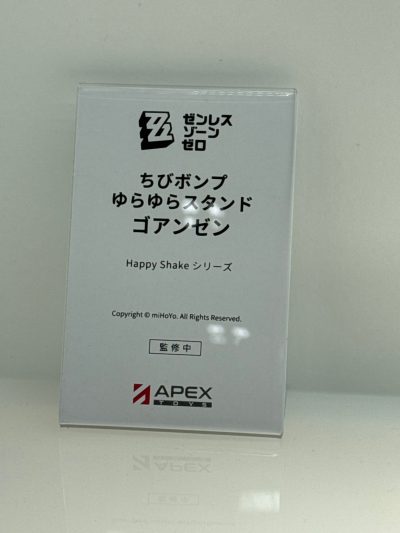 ZZZ
ゼンレス
ゾーン
ゼロ
ちびボンプ
ゆらゆらスタンド
ゴアンゼン
Happy Shake シリーズ
Copyright © miHoYo. All Rights Reserved.
監修中
APEX
TOYS